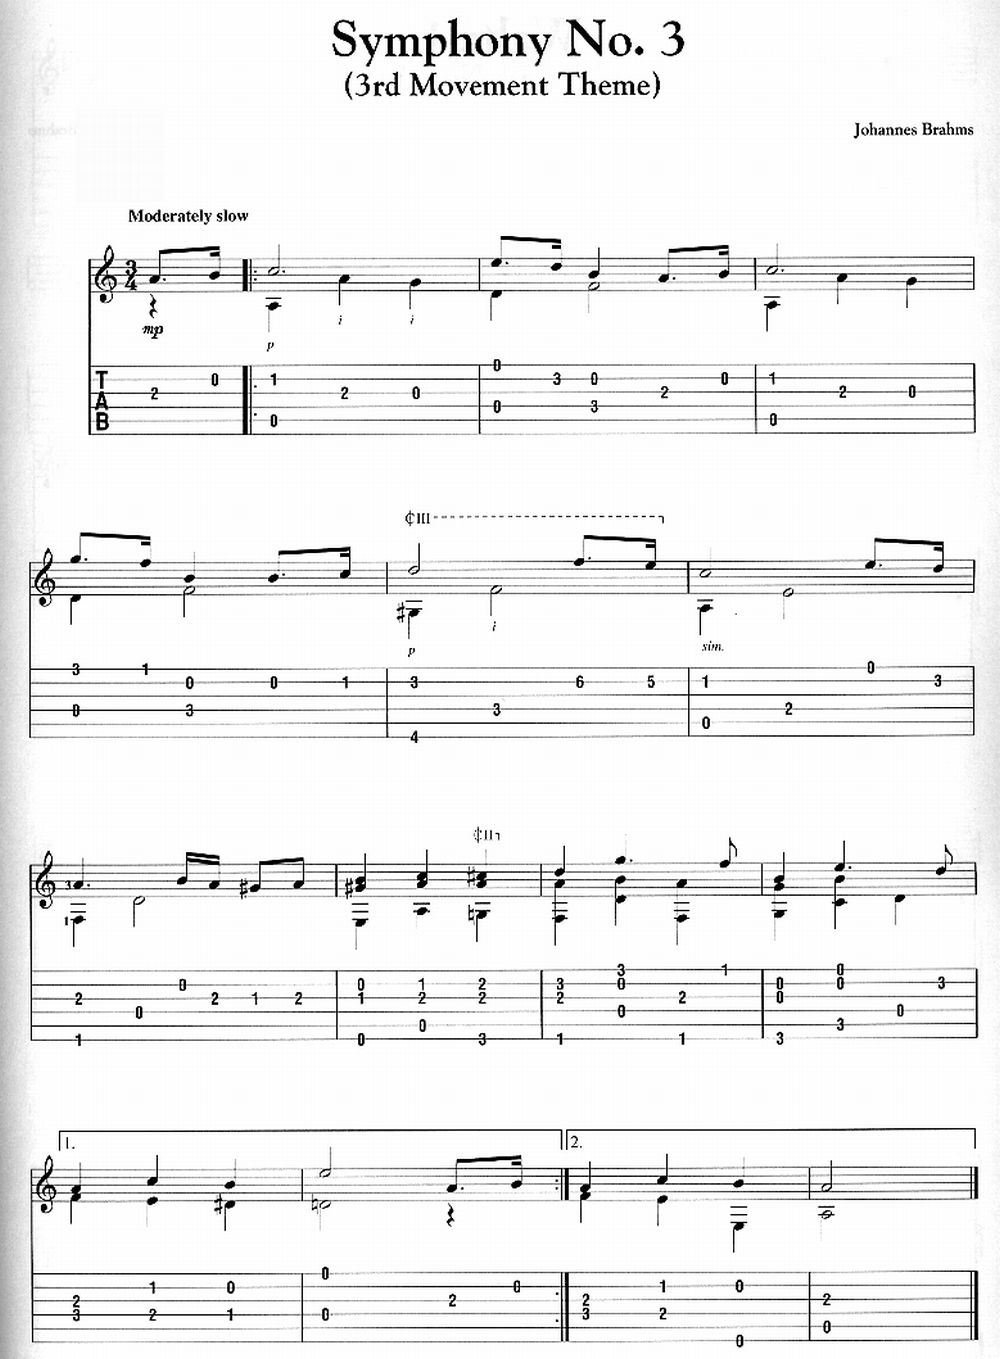 Symphony No. 3
(3rd Movement Theme)
Johannes Brahms
Moderately slow
3
4
mp
p
i
i
T
A
B
2 0
1 0 2 0
0 0 3 0 3 2 0
1 0 2 0
₵III
p
i
sim.
3 0 1 0 3 0 1
3 4 3 6 5
1 0 2 0 3
₵II
3
1
2 1 0 0 2 1 2
0 1 0 1 2 0 2 2 3
3 2 1 3 0 0 2 1 1
0 0 3 0 0 3 0 3
1.
2.
2 3 1 2 0 1
0 0 2 0
2 3 1 2 0 0
2 0